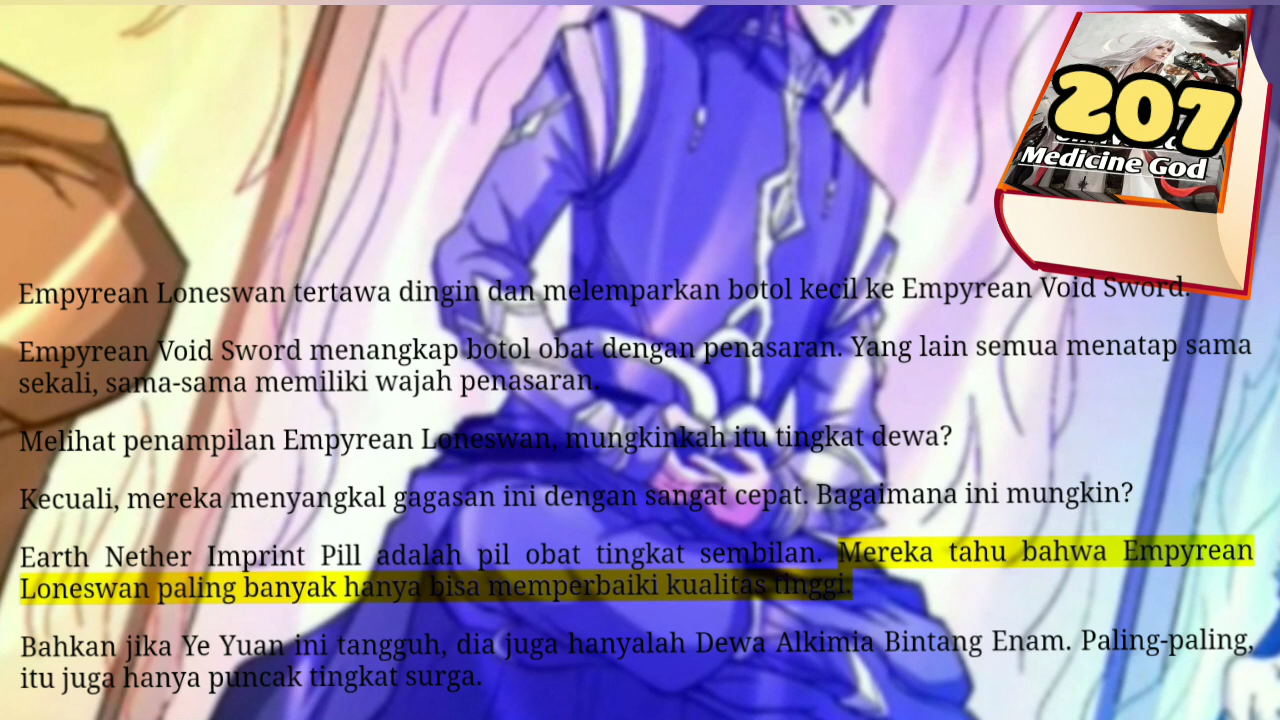 207
Medicine God
Empyrean Loneswan tertawa dingin dan melemparkan botol kecil ke Empyrean Void Sword.
Empyrean Void Sword menangkap botol obat dengan penasaran. Yang lain semua menatap sama
sekali, sama-sama memiliki wajah penasaran.
Melihat penampilan Empyrean Loneswan, mungkinkah itu tingkat dewa?
Kecuali, mereka menyangkal gagasan ini dengan sangat cepat. Bagaimana ini mungkin?
Earth Nether Imprint Pill adalah pil obat tingkat sembilan. Mereka tahu bahwa Empyrean
Loneswan paling banyak hanya bisa memperbaiki kualitas tinggi.
Bahkan jika Ye Yuan ini tangguh, dia juga hanyalah Dewa Alkimia Bintang Enam. Paling-paling,
itu juga hanya puncak tingkat surga.